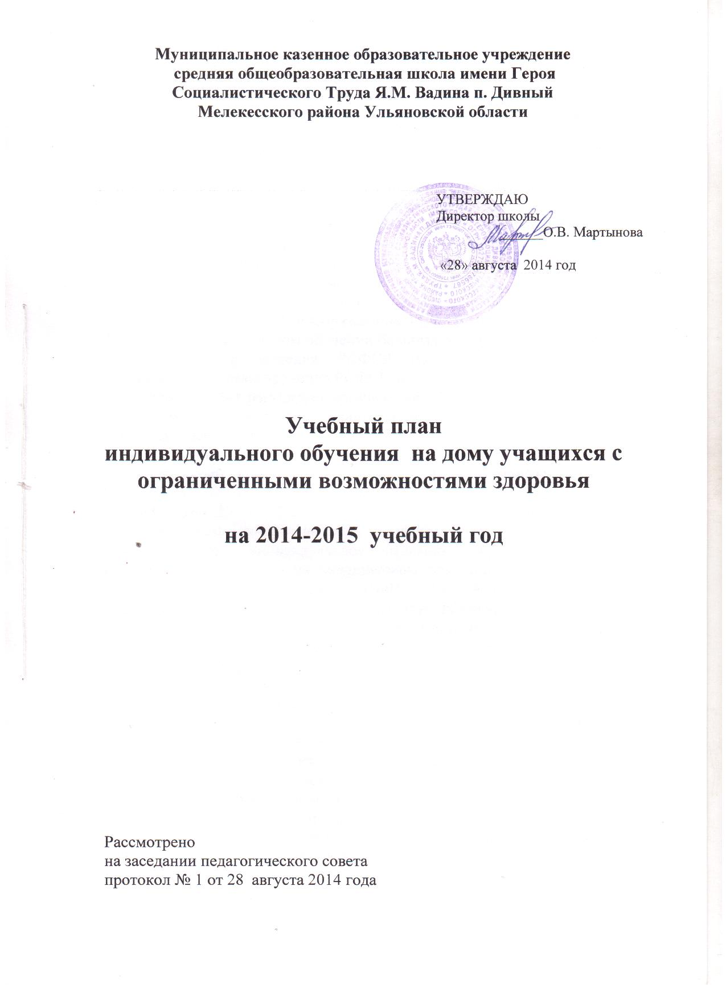 Муниципальное казенное образовательное учреждение
средняя общеобразовательная школа имени Героя
Социалистического Труда Я.М. Вадина п. Дивный
Мелекесского района Ульяновской области
УТВЕРЖДАЮ
Директор школы
О.В. Мартынова
«28» августа 2014 год
Учебный план
индивидуального обучения на дому учащихся с
ограниченными возможностями здоровья
на 2014-2015 учебный год
Рассмотрено
на заседании педагогического совета
протокол № 1 от 28 августа 2014 года